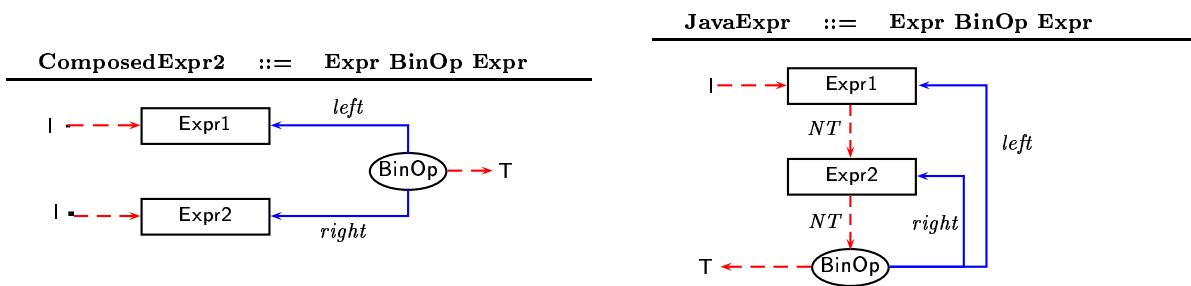 ComposedExpr2 ::= Expr BinOp Expr
left
I Expr1
BinOp T
I Expr2
right
JavaExpr ::= Expr BinOp Expr
I Expr1
NT
left
Expr2
NT right
T BinOp